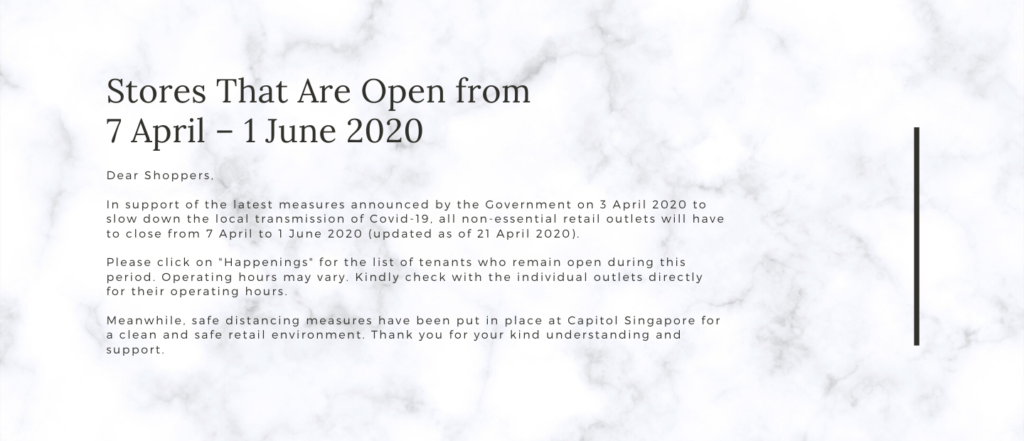 Stores That Are Open from
7 April – 1 June 2020
Dear Shoppers,
In support of the latest measures announced by the Government on 3 April 2020 to
slow down the local transmission of Covid-19, all non-essential retail outlets will have
to close from 7 April to 1 June 2020 (updated as of 21 April 2020).
Please click on "Happenings" for the list of tenants who remain open during this
period. Operating hours may vary. Kindly check with the individual outlets directly
for their operating hours.
Meanwhile, safe distancing measures have been put in place at Capitol Singapore for
a clean and safe retail environment. Thank you for your kind understanding and
support.